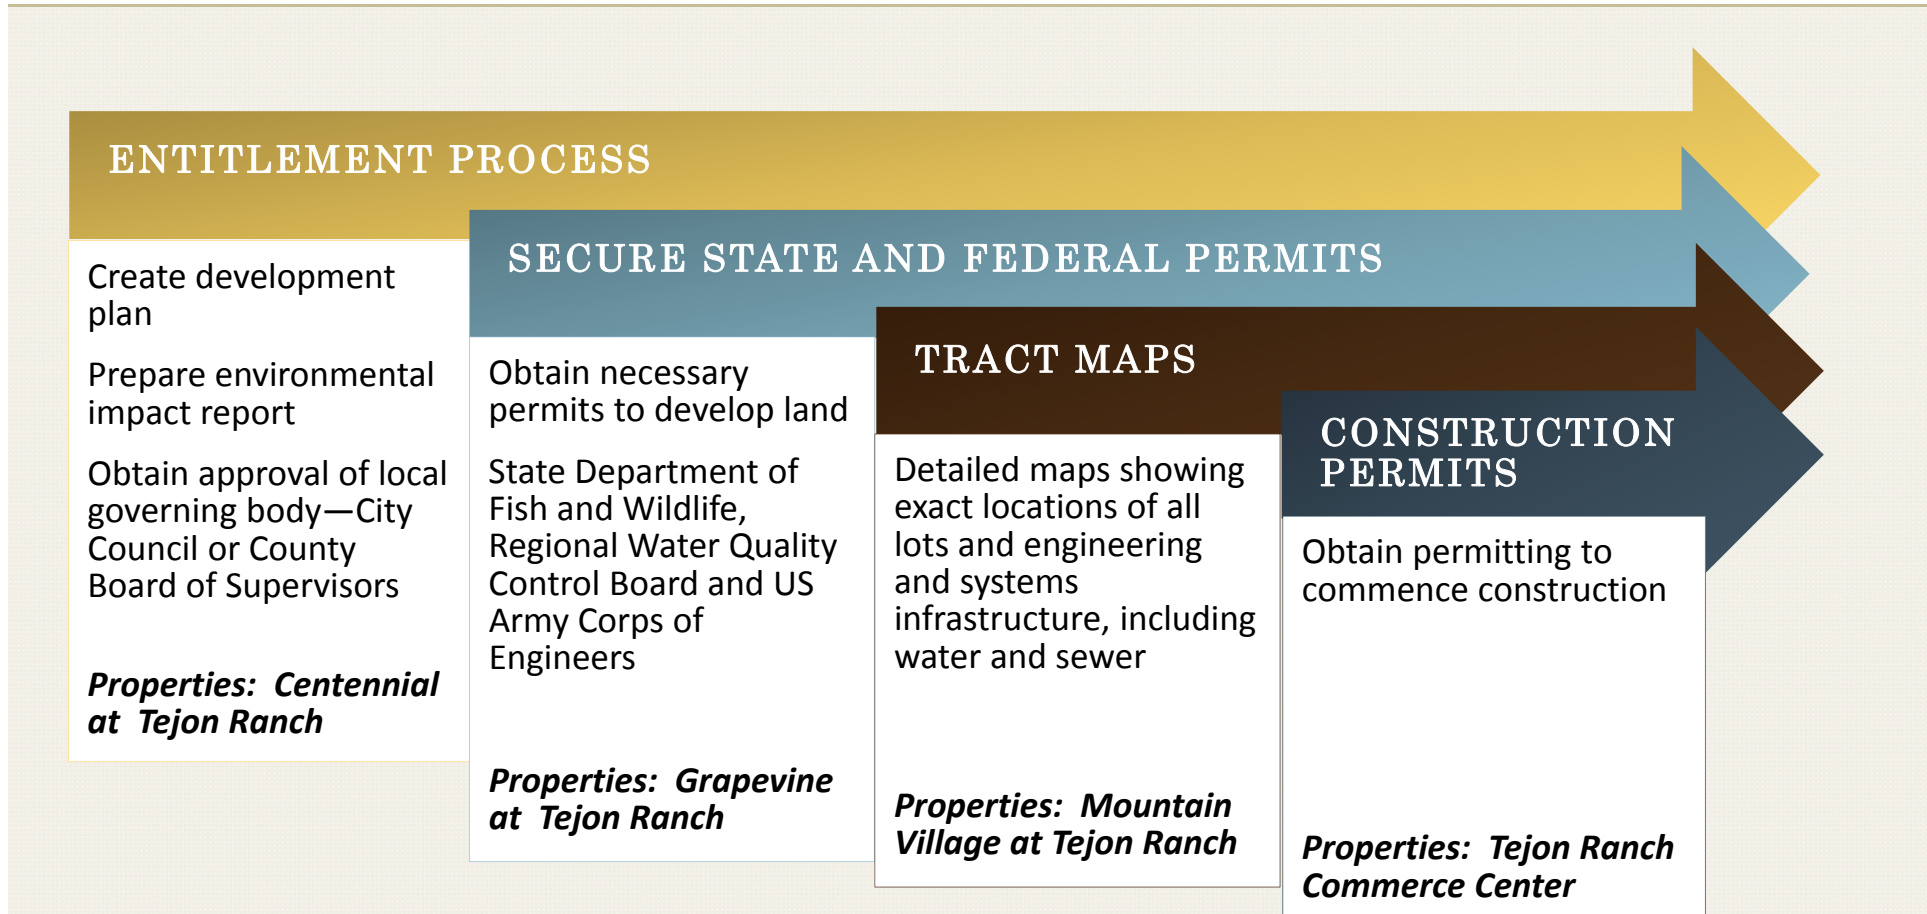 ENTITLEMENT PROCESS
Create development
plan
Prepare environmental
impact report
Obtain approval of local
governing body—City
Council or County
Board of Supervisors
Properties:  Centennial
at  Tejon Ranch
SECURE STATE AND FEDERAL PERMITS
Obtain necessary
permits to develop land
State Department of
Fish and Wildlife,
Regional Water Quality
Control Board and US
Army Corps of
Engineers
Properties:  Grapevine
at  Tejon Ranch
TRACT MAPS
Detailed maps showing
exact locations of all
lots and engineering
and systems
infrastructure, including
water and sewer
Properties:  Mountain
Village at Tejon Ranch
CONSTRUCTION
PERMITS
Obtain permitting to
commence construction
Properties:  Tejon Ranch
Commerce Center